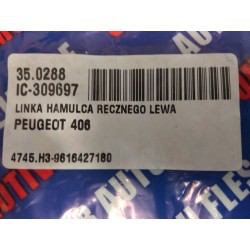 35.0288
IC-309697
LINKA HAMULCA RECZNEGO LEWA
PEUGEOT 406
4745.H3-9616427180